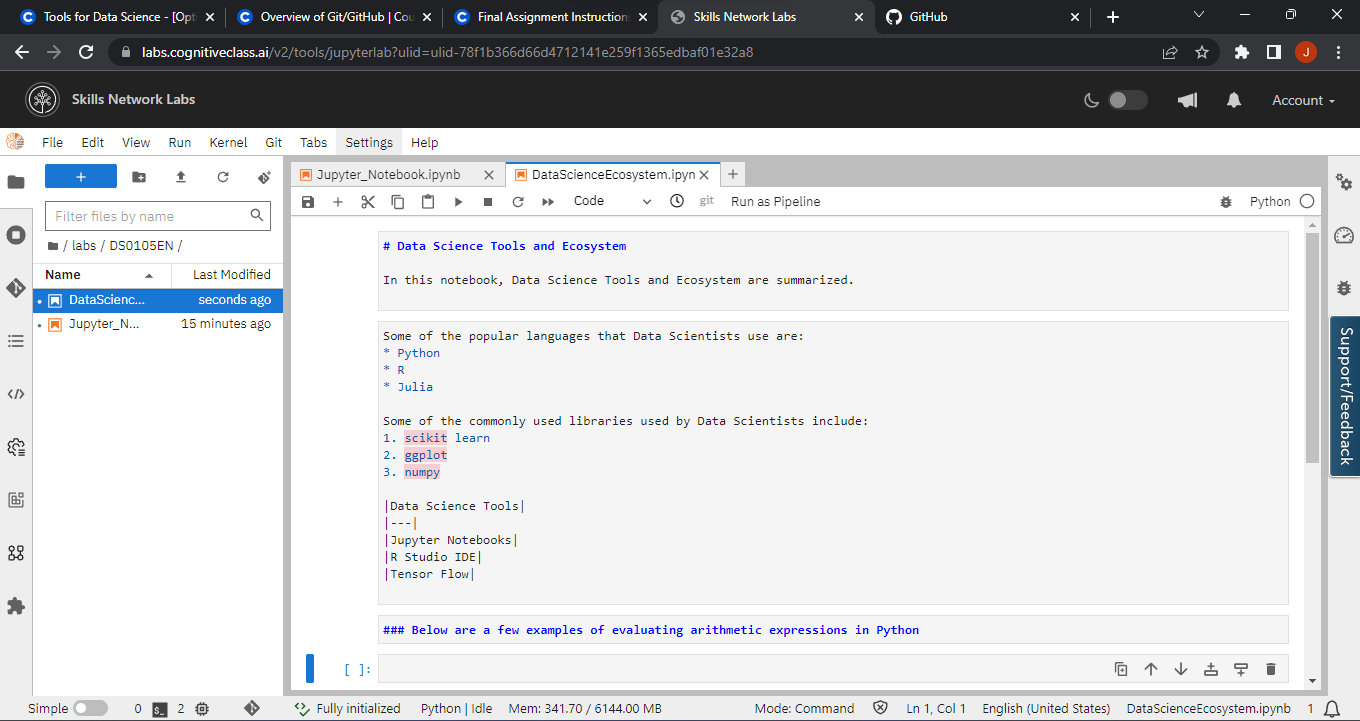 Tools for Data Science - [Opt
Overview of Git/GitHub | Cou
Final Assignment Instructions
Skills Network Labs
GitHub
labs.cognitiveclass.ai/v2/tools/jupyterlab?ulid=ulid-78f1b366d66d4712141e259f1365edbaf01e32a8
J
Skills Network Labs
Account
File Edit View Run Kernel Git Tabs Settings Help
Jupyter_Notebook.ipynb
DataScienceEcosystem.ipyn
Code
git
Run as Pipeline
Python
Filter files by name
/ labs / DS0105EN /
Name Last Modified
DataScienc... seconds ago
Jupyter_N... 15 minutes ago
# Data Science Tools and Ecosystem
In this notebook, Data Science Tools and Ecosystem are summarized.
Some of the popular languages that Data Scientists use are:
* Python
* R
* Julia
Some of the commonly used libraries used by Data Scientists include:
1. scikit learn
2. ggplot
3. numpy
|Data Science Tools|
|---|
|Jupyter Notebooks|
|R Studio IDE|
|Tensor Flow|
### Below are a few examples of evaluating arithmetic expressions in Python
[ ]:
Support/Feedback
Simple 0 2 Fully initialized Python | Idle Mem: 341.70 / 6144.00 MB Mode: Command Ln 1, Col 1 English (United States) DataScienceEcosystem.ipynb 1